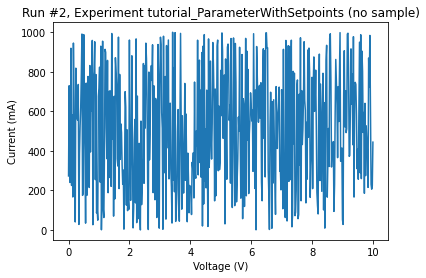 Run #2, Experiment tutorial_ParameterWithSetpoints (no sample)
1000
800
600
400
200
0
Current (mA)
0 2 4 6 8 10
Voltage (V)